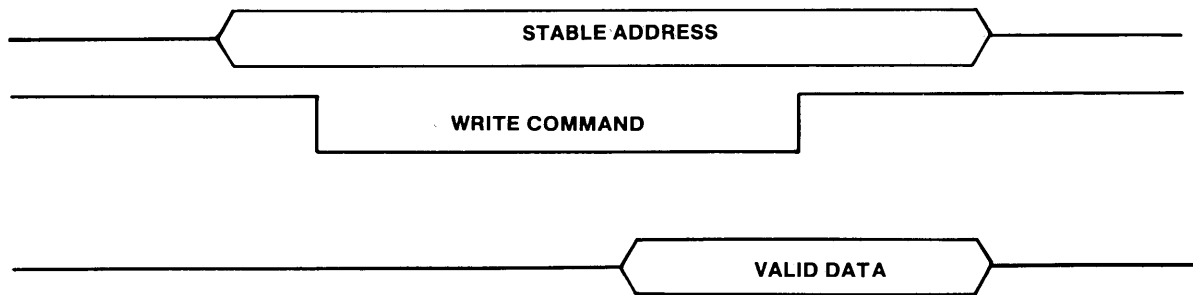 STABLE ADDRESS
WRITE COMMAND
VALID DATA